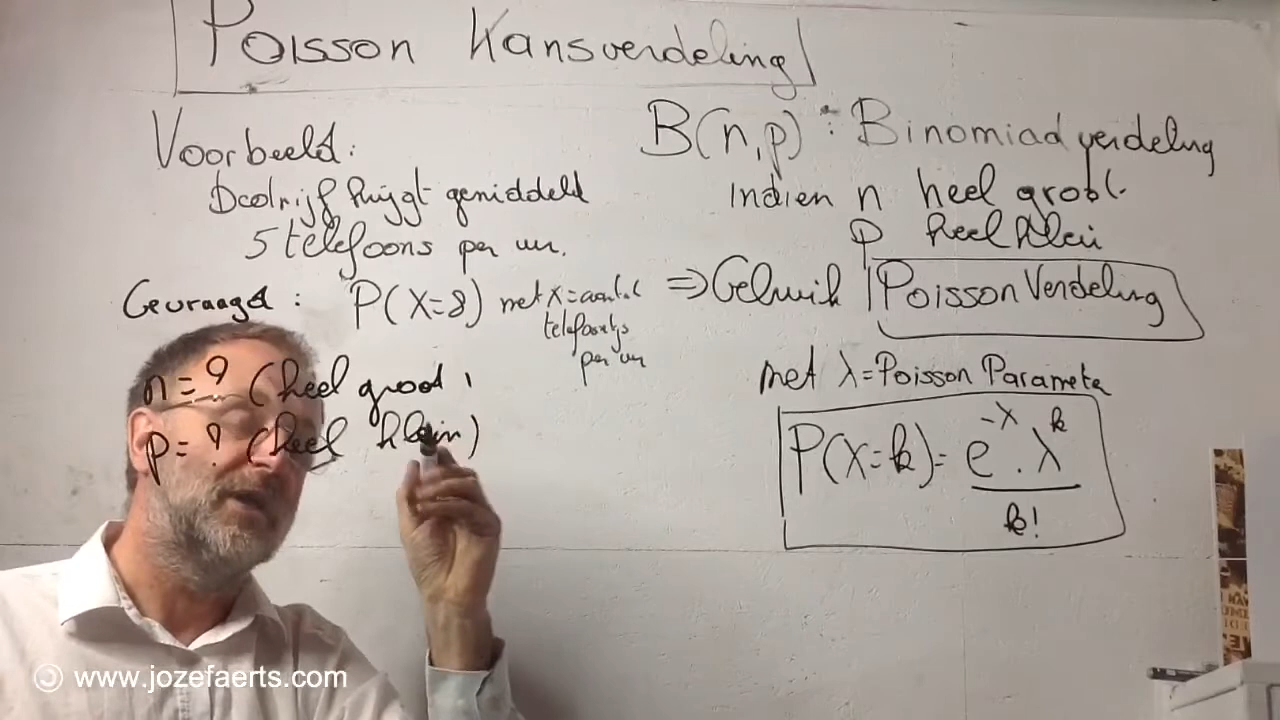 Poisson Kansverdeling
Voorbeeld:
Bedrijf krijgt gemiddeld
5 telefoons per uur.
Gevraagd : P(X=8) met X=aantal
telefoontjs
per uur
n=? (heel groot)
p=? (heel klein)
B(n,p) : Binomiaalverdeling
Indien n heel groot.
p heel klein
⇒ Gebruik Poisson Verdeling
met λ=Poisson Parameter
P(X=k)= e^-λ . λ^k
k!
www.jozefaerts.com